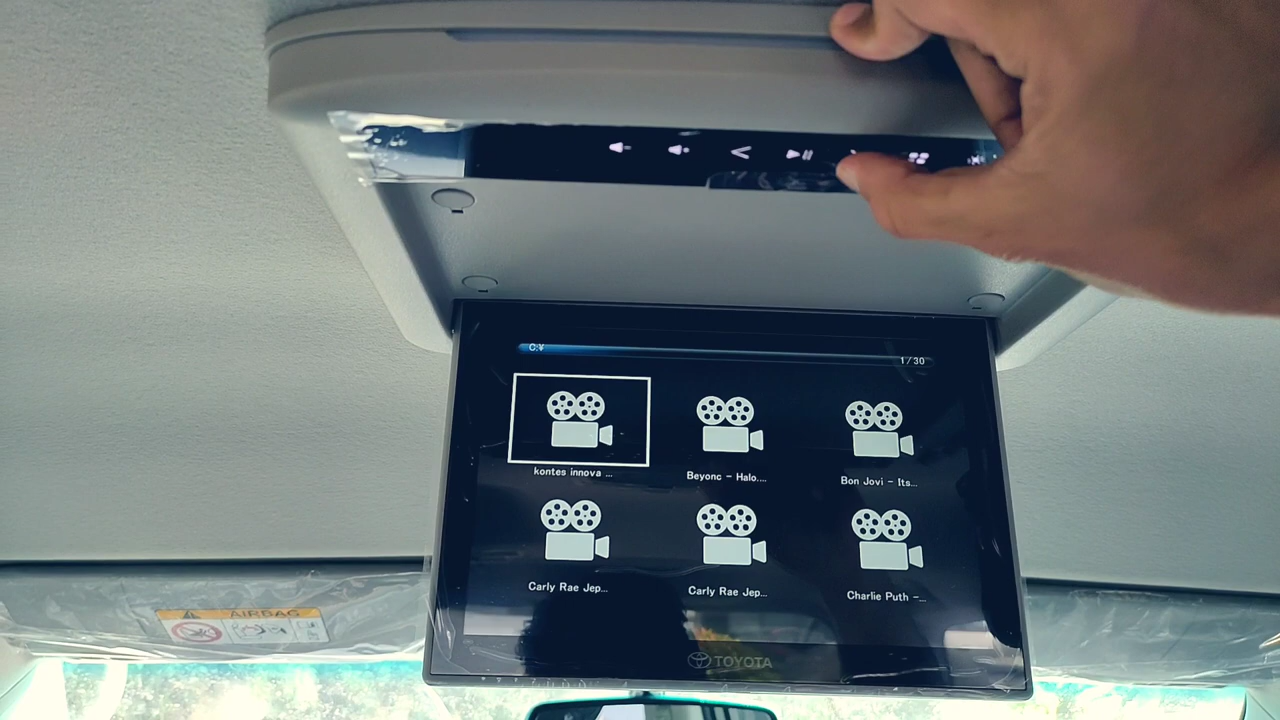 C:¥
1/30
kontes innova ...
Beyonc - Halo....
Bon Jovi - Its...
Carly Rae Jep...
Carly Rae Jep...
Charlie Puth -...
AIRBAG
TOYOTA